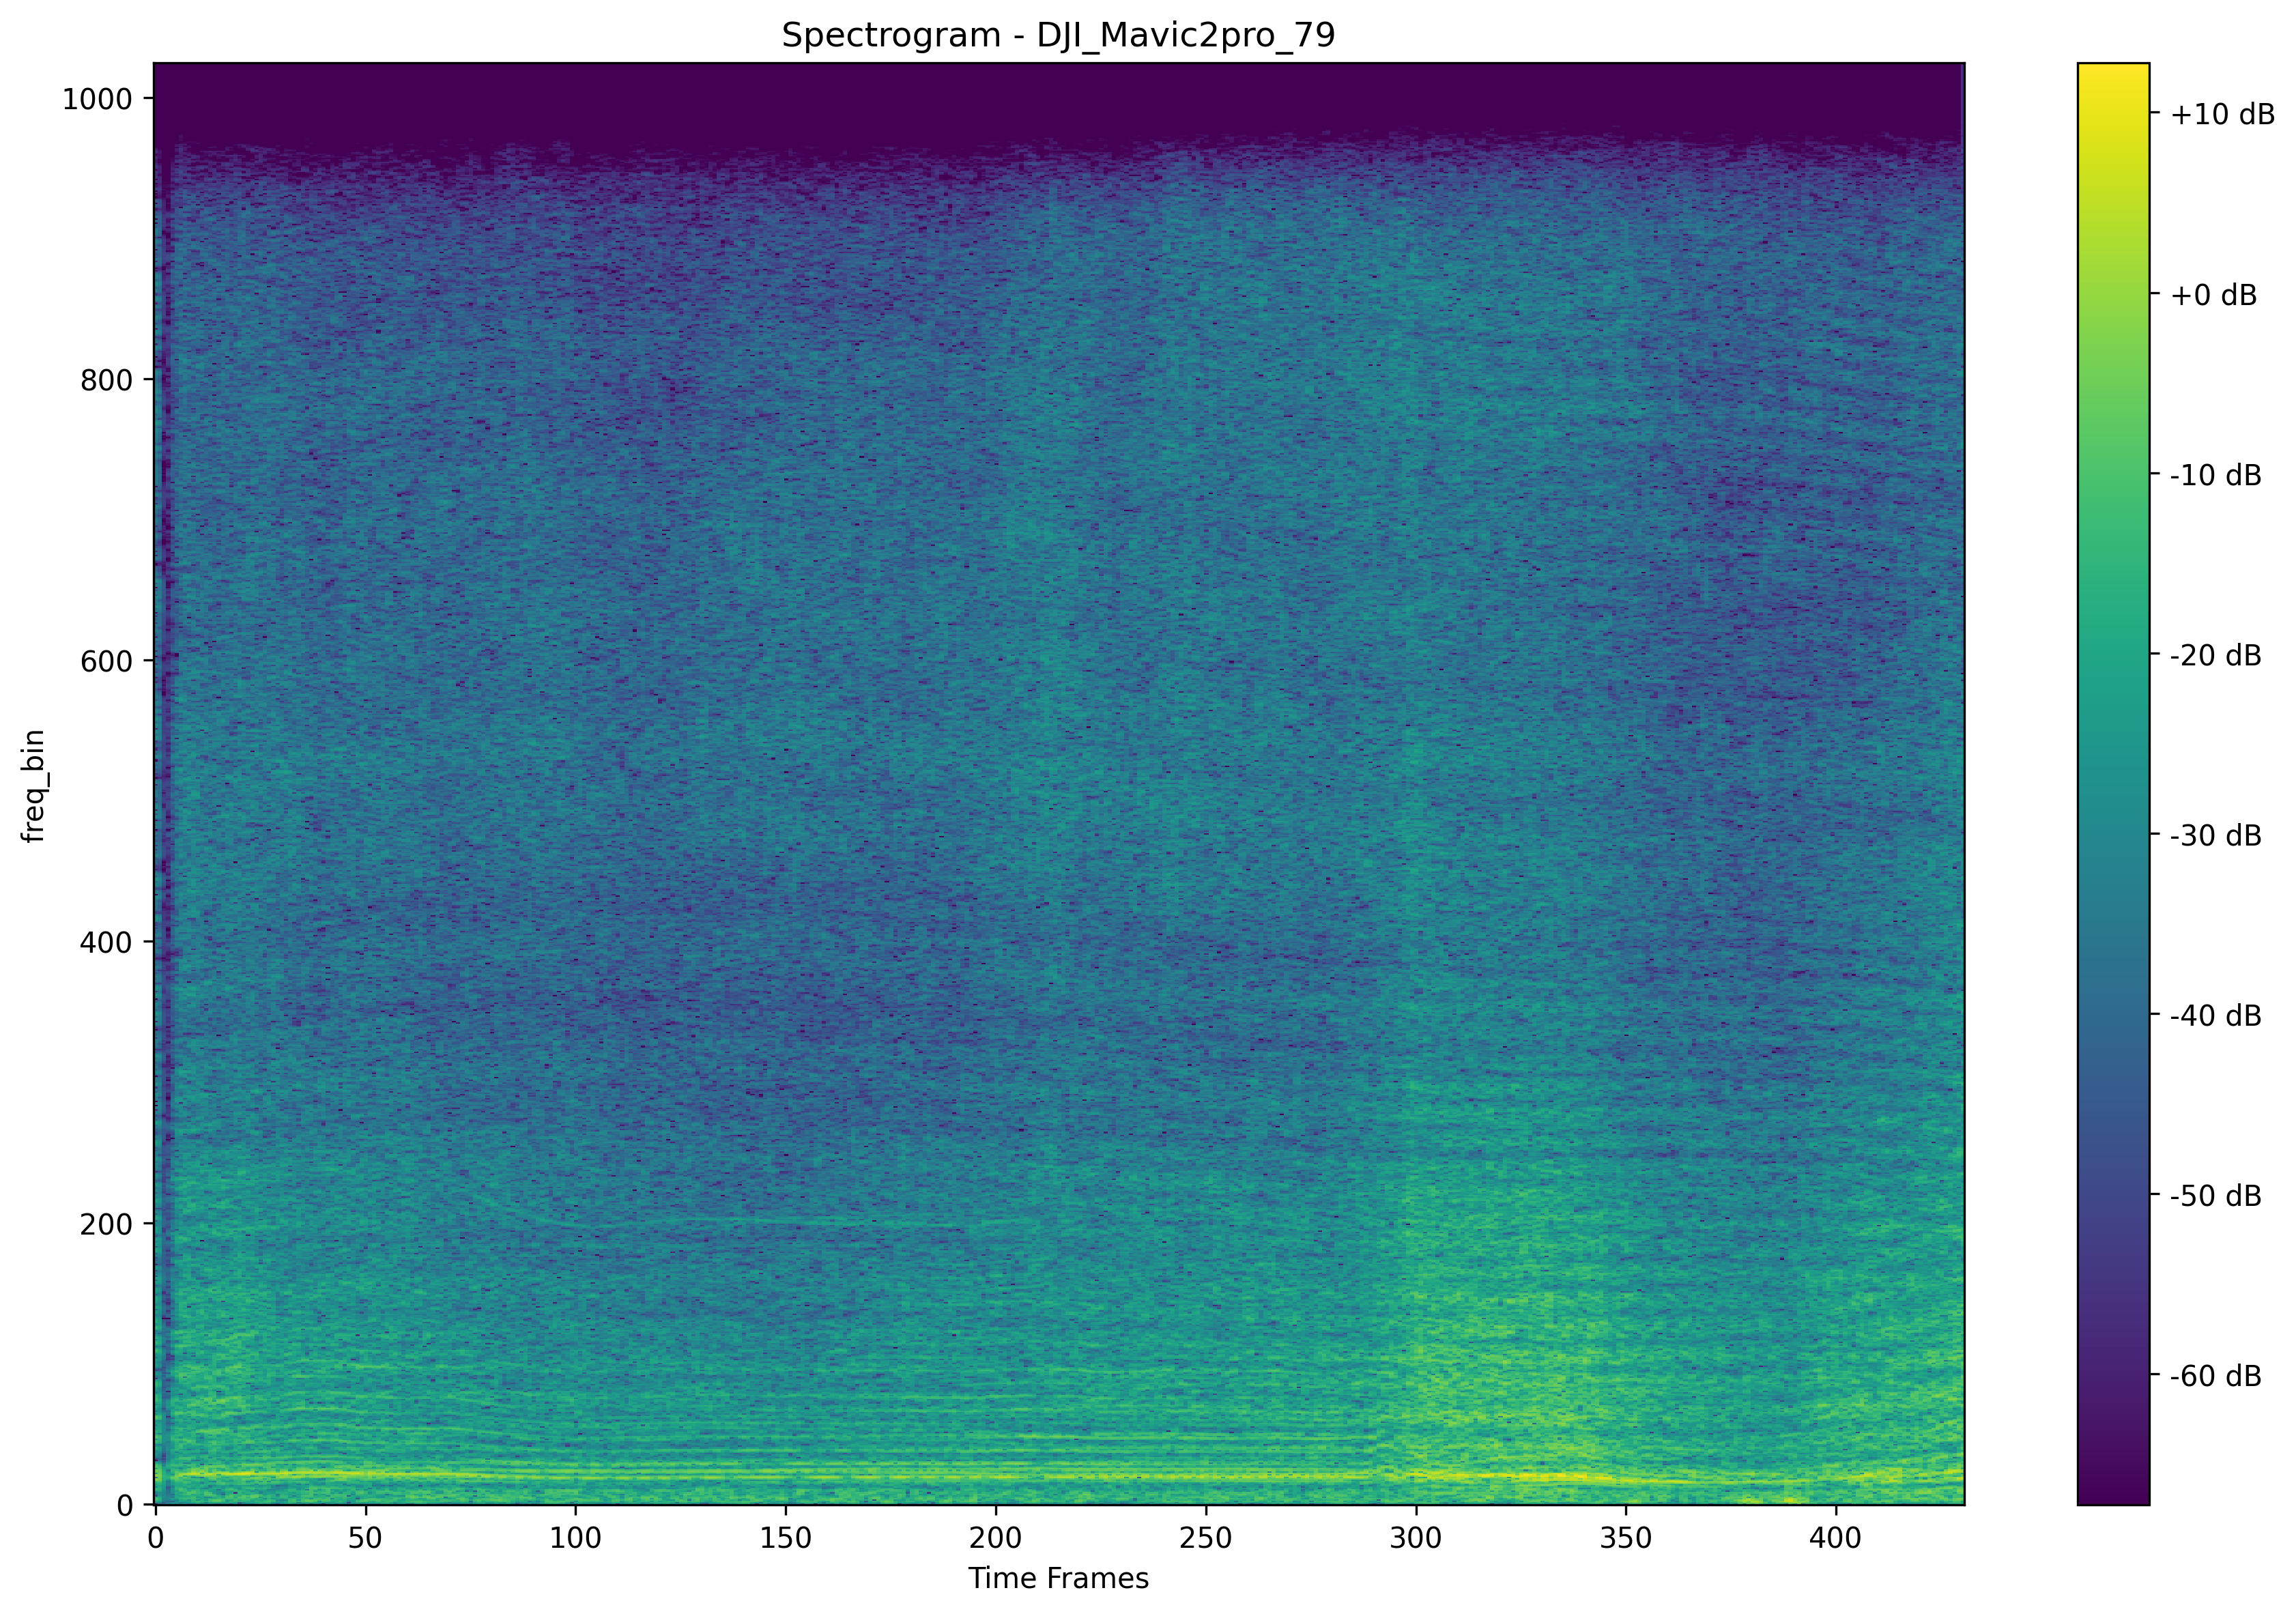 Spectrogram - DJI_Mavic2pro_79
freq_bin
1000
800
600
400
200
0
0 50 100 150 200 250 300 350 400
Time Frames
+10 dB
+0 dB
-10 dB
-20 dB
-30 dB
-40 dB
-50 dB
-60 dB